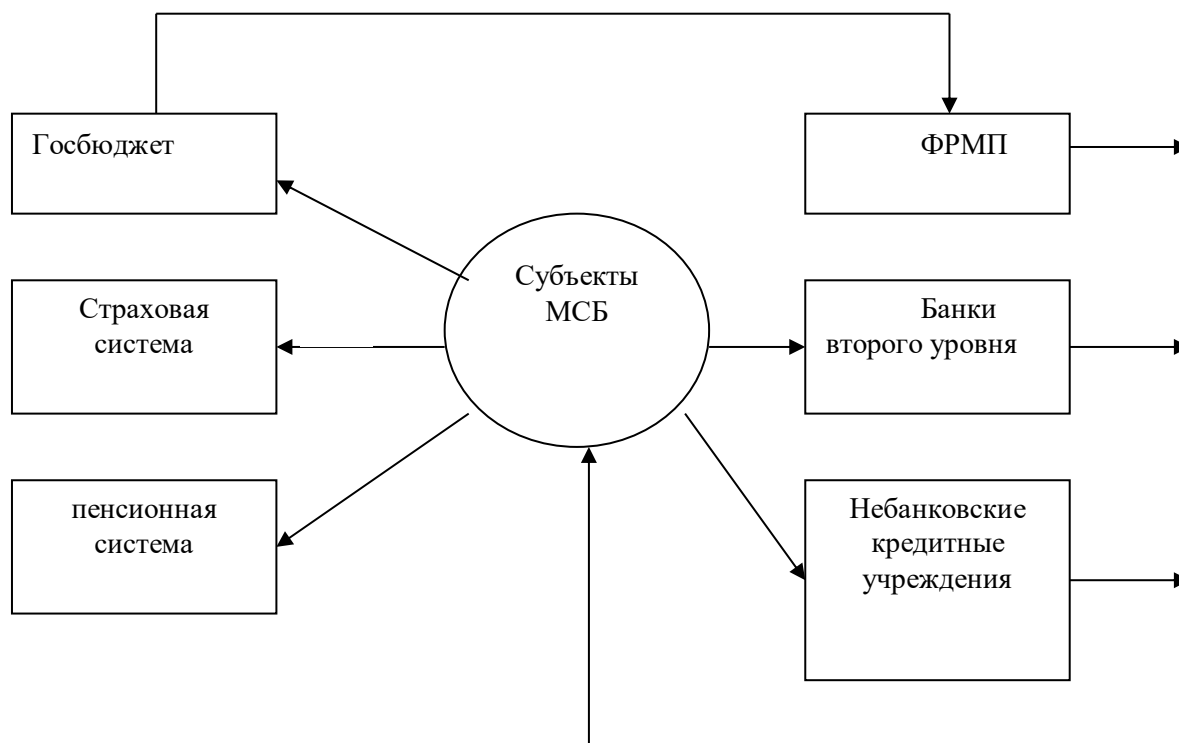 Госбюджет
ФРМП
Субъекты
МСБ
Страховая
система
Банки
второго уровня
пенсионная
система
Небанковские
кредитные
учреждения